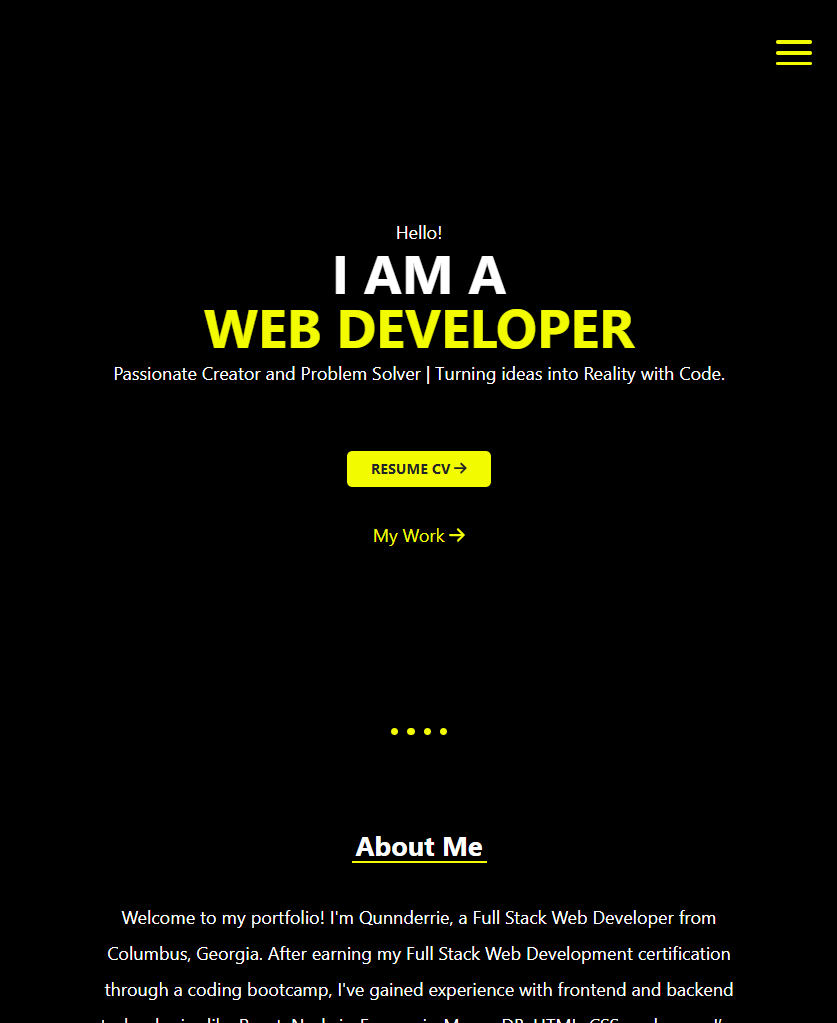 Hello!
I AM A
WEB DEVELOPER
Passionate Creator and Problem Solver | Turning ideas into Reality with Code.
RESUME CV →
My Work →
About Me
Welcome to my portfolio! I'm Qunnderrie, a Full Stack Web Developer from
Columbus, Georgia. After earning my Full Stack Web Development certification
through a coding bootcamp, I've gained experience with frontend and backend